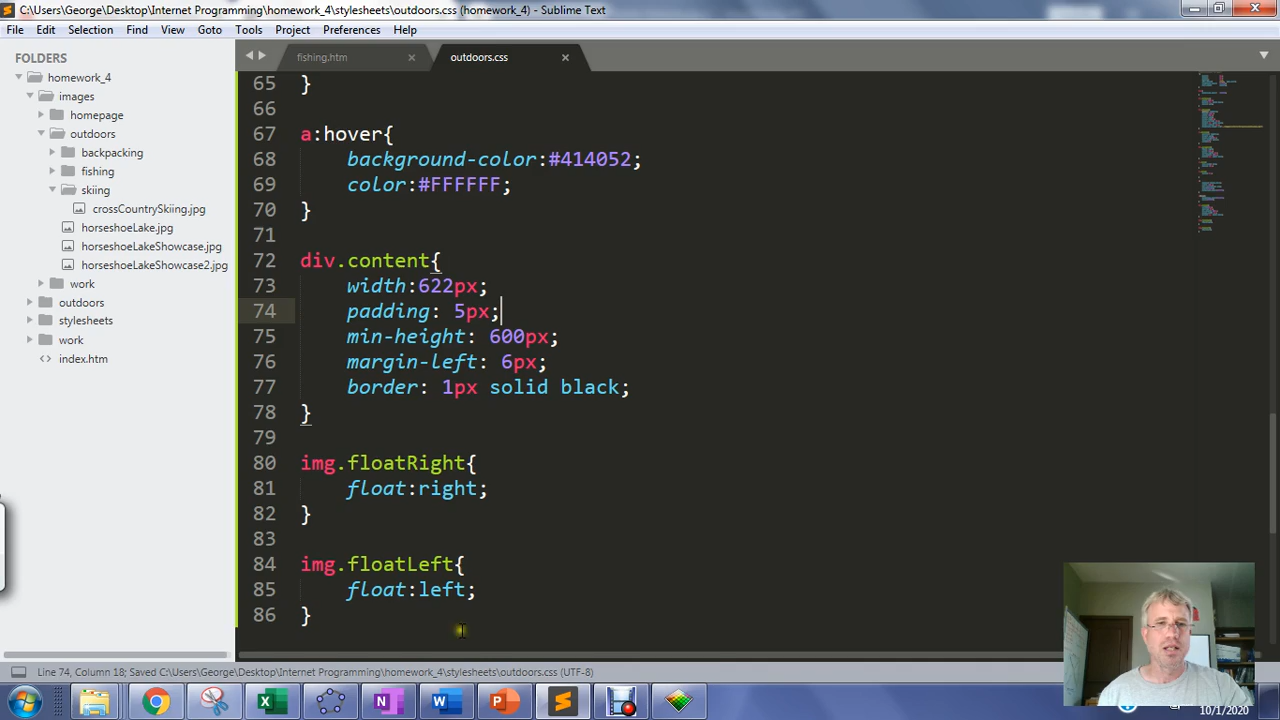 C:\Users\George\Desktop\Internet Programming\homework_4\stylesheets\outdoors.css (homework_4) - Sublime Text
File Edit Selection Find View Goto Tools Project Preferences Help
FOLDERS
homework_4
images
homepage
outdoors
backpacking
fishing
skiing
crossCountrySkiing.jpg
horseshoeLake.jpg
horseshoeLakeShowcase.jpg
horseshoeLakeShowcase2.jpg
work
outdoors
stylesheets
work
index.htm
fishing.htm
outdoors.css
65 }
66
67 a:hover{
68 background-color:#414052;
69 color:#FFFFFF;
70 }
71
72 div.content{
73 width:622px;
74 padding: 5px;
75 min-height: 600px;
76 margin-left: 6px;
77 border: 1px solid black;
78 }
79
80 img.floatRight{
81 float:right;
82 }
83
84 img.floatLeft{
85 float:left;
86 }
Line 74, Column 18; Saved C:\Users\George\Desktop\Internet Programming\homework_4\stylesheets\outdoors.css (UTF-8)
10/1/2020